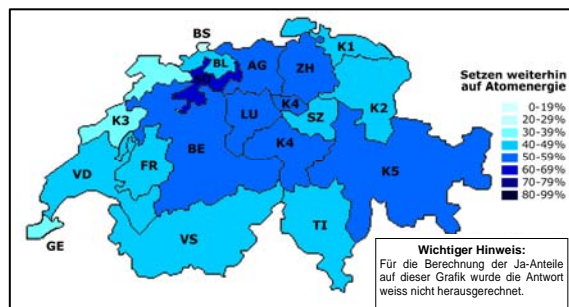 BS
K1
BL
AG
ZH
Setzen weiterhin
auf Atomenergie
0-19%
20-29%
30-39%
40-49%
50-59%
60-69%
70-79%
80-99%
K4
K2
LU
SZ
K3
BE
K4
FR
K5
VD
TI
VS
GE
Wichtiger Hinweis:
Für die Berechnung der Ja-Anteile
auf dieser Grafik wurde die Antwort
weiss nicht herausgerechnet.